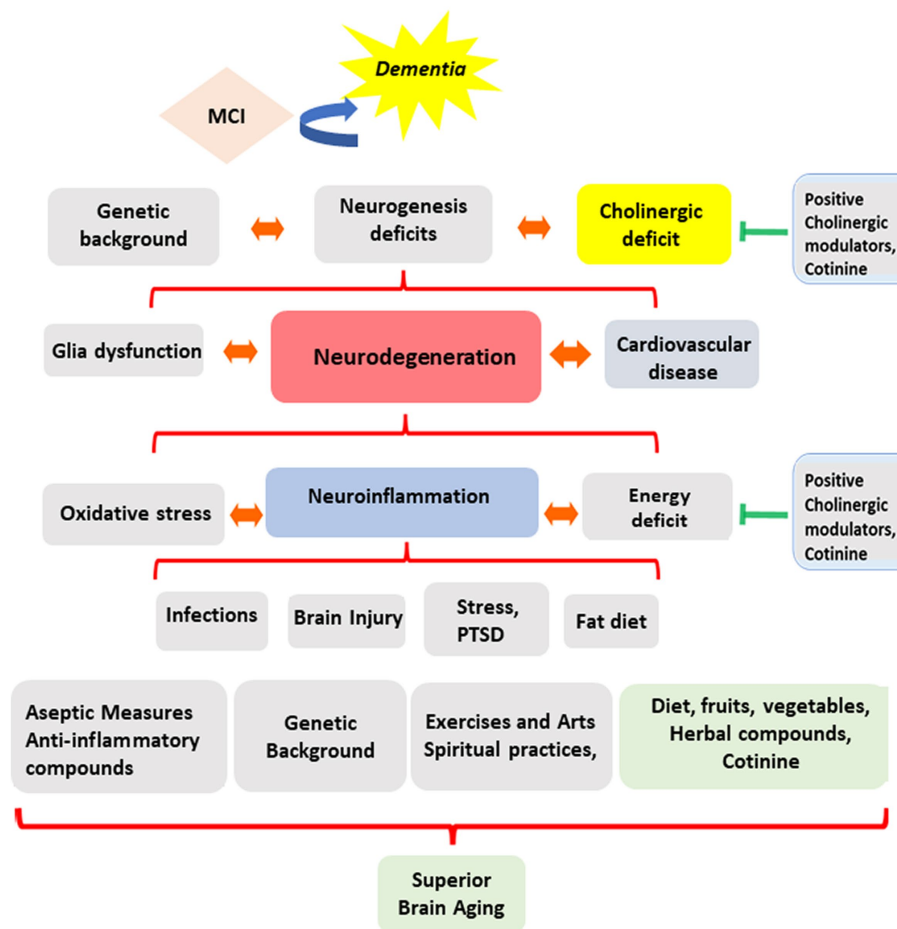 Dementia
MCI
Genetic
background
Neurogenesis
deficits
Cholinergic
deficit
Positive
Cholinergic
modulators,
Cotinine
Glia dysfunction
Neurodegeneration
Cardiovascular
disease
Oxidative stress
Neuroinflammation
Energy
deficit
Positive
Cholinergic
modulators,
Cotinine
Infections
Brain Injury
Stress,
PTSD
Fat diet
Aseptic Measures
Anti-inflammatory
compounds
Genetic
Background
Exercises and Arts
Spiritual practices,
Diet, fruits, vegetables,
Herbal compounds,
Cotinine
Superior
Brain Aging